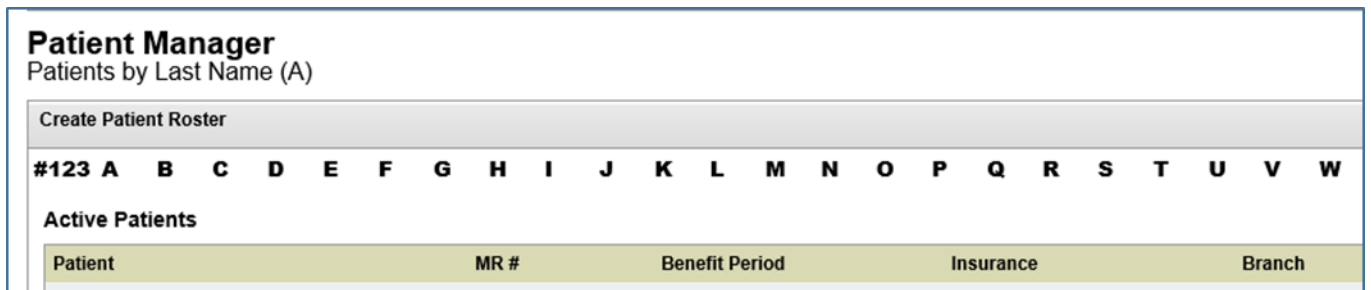 Patient Manager
Patients by Last Name (A)
Create Patient Roster
#123 A B C D E F G H I J K L M N O P Q R S T U V W
Active Patients
Patient MR # Benefit Period Insurance Branch